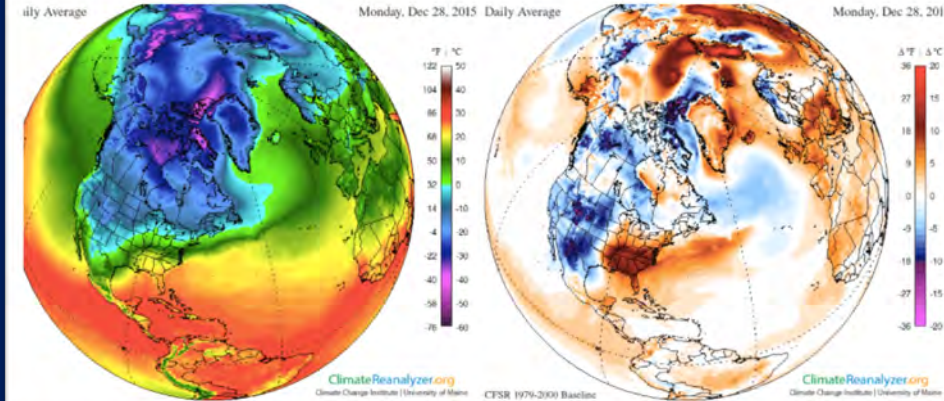 ily Average
Monday, Dec 28, 2015
°F | °C
122 50
104 40
86 30
68 20
50 10
32 0
14 -10
-4 -20
-22 -30
-40 -40
-58 -50
-76 -60
ClimateReanalyzer.org
Climate Change Institute | University of Maine
Daily Average
Monday, Dec 28, 201
Δ°F | Δ°C
36 20
27 15
18 10
9 5
0 0
-9 -5
-18 -10
-27 -15
-36 -20
CFSR 1979-2000 Baseline
ClimateReanalyzer.org
Climate Change Institute | University of Maine